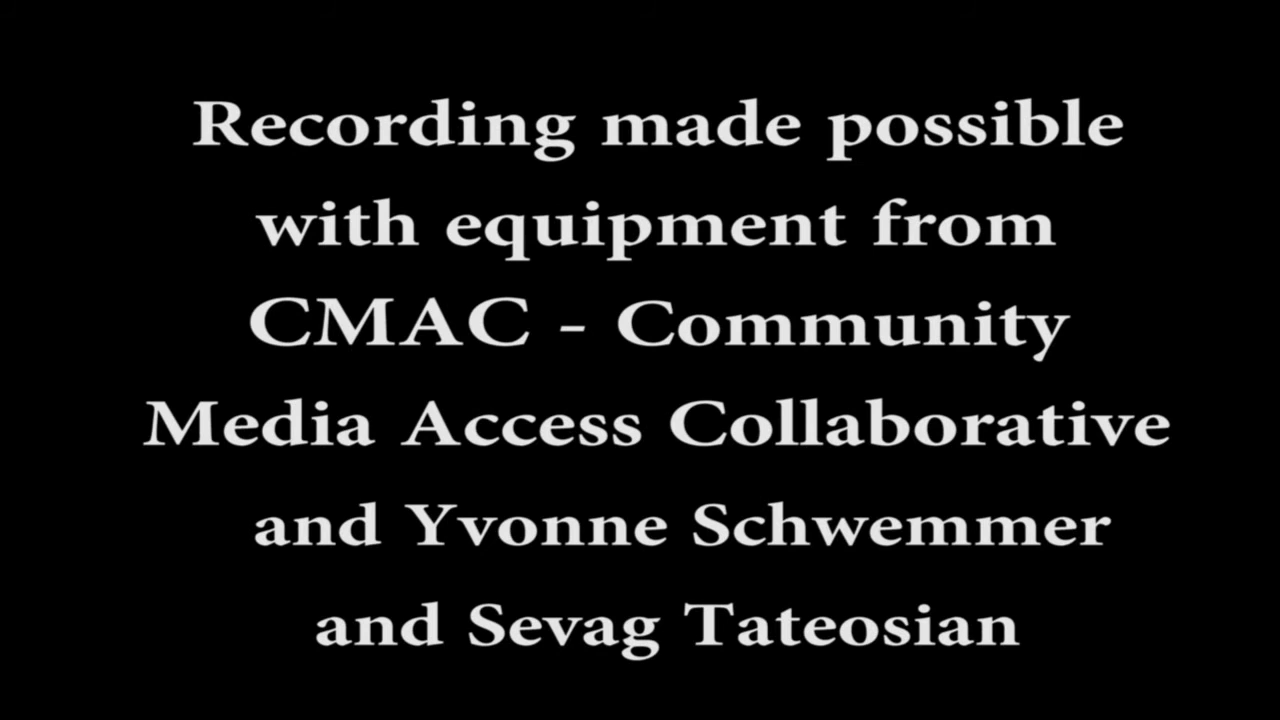 Recording made possible
with equipment from
CMAC - Community
Media Access Collaborative
and Yvonne Schwemmer
and Sevag Tateosian